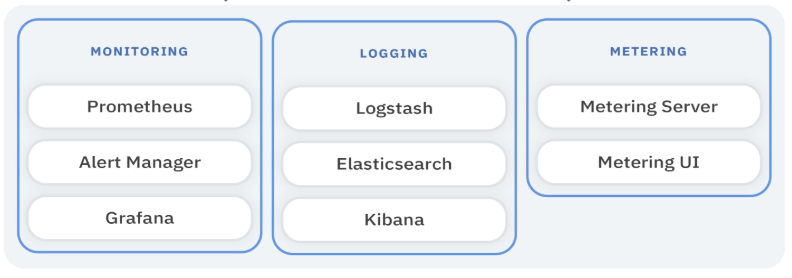 MONITORING
Prometheus
Alert Manager
Grafana
LOGGING
Logstash
Elasticsearch
Kibana
METERING
Metering Server
Metering UI